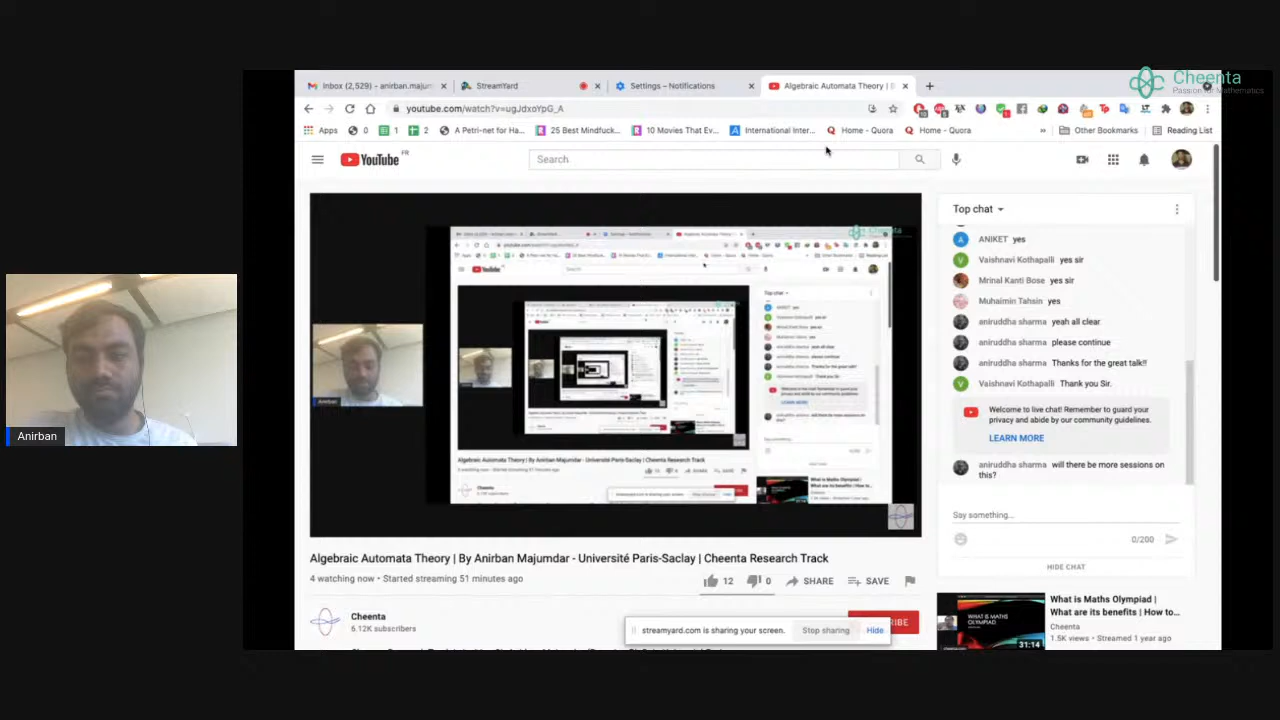 Cheenta
Passion for Mathematics
Inbox (2,529) - anirban.majum
StreamYard
Settings - Notifications
Algebraic Automata Theory | B
youtube.com/watch?v=ugJdxoYpG_A
Apps
0
1
2
A Petri-net for Ha...
25 Best Mindfuck...
10 Movies That Ev...
International Inter...
Home - Quora
Home - Quora
»
Other Bookmarks
Reading List
YouTube FR
Search
Top chat
ANIKET yes
Vaishnavi Kothapalli yes sir
Mrinal Kanti Bose yes sir
Muhaimin Tahsin yes
aniruddha sharma yeah all clear
aniruddha sharma please continue
aniruddha sharma Thanks for the great talk!!
Vaishnavi Kothapalli Thank you Sir.
Welcome to live chat! Remember to guard your
privacy and abide by our community guidelines.
LEARN MORE
aniruddha sharma will there be more sessions on
this?
Say something...
0/200
HIDE CHAT
Anirban
Algebraic Automata Theory | By Anirban Majumdar - Université Paris-Saclay | Cheenta Research Track
4 watching now • Started streaming 51 minutes ago
12
0
SHARE
SAVE
Cheenta
6.12K subscribers
streamyard.com is sharing your screen.
Stop sharing
Hide
What is Maths Olympiad |
What are its benefits | How to...
Cheenta
1.5K views • Streamed 1 year ago
31:14